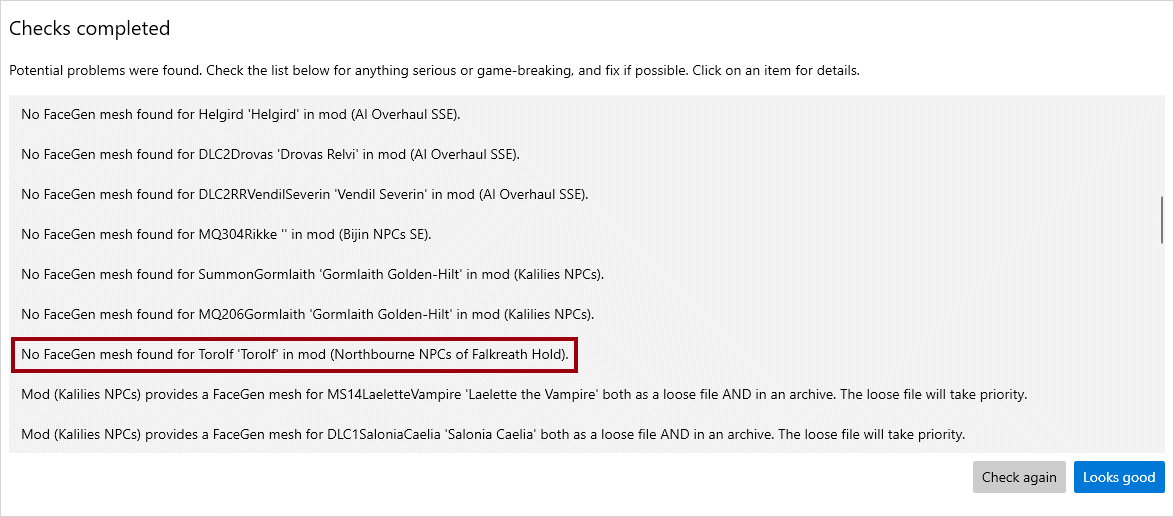 Checks completed
Potential problems were found. Check the list below for anything serious or game-breaking, and fix if possible. Click on an item for details.
No FaceGen mesh found for Helgird 'Helgird' in mod (AI Overhaul SSE).
No FaceGen mesh found for DLC2Drovas 'Drovas Relvi' in mod (AI Overhaul SSE).
No FaceGen mesh found for DLC2RRVendilSeverin 'Vendil Severin' in mod (AI Overhaul SSE).
No FaceGen mesh found for MQ304Rikke '' in mod (Bijin NPCs SE).
No FaceGen mesh found for SummonGormlaith 'Gormlaith Golden-Hilt' in mod (Kalilies NPCs).
No FaceGen mesh found for MQ206Gormlaith 'Gormlaith Golden-Hilt' in mod (Kalilies NPCs).
No FaceGen mesh found for Torolf 'Torolf' in mod (Northbourne NPCs of Falkreath Hold).
Mod (Kalilies NPCs) provides a FaceGen mesh for MS14LaeletteVampire 'Laelette the Vampire' both as a loose file AND in an archive. The loose file will take priority.
Mod (Kalilies NPCs) provides a FaceGen mesh for DLC1SaloniaCaelia 'Salonia Caelia' both as a loose file AND in an archive. The loose file will take priority.
Check again
Looks good